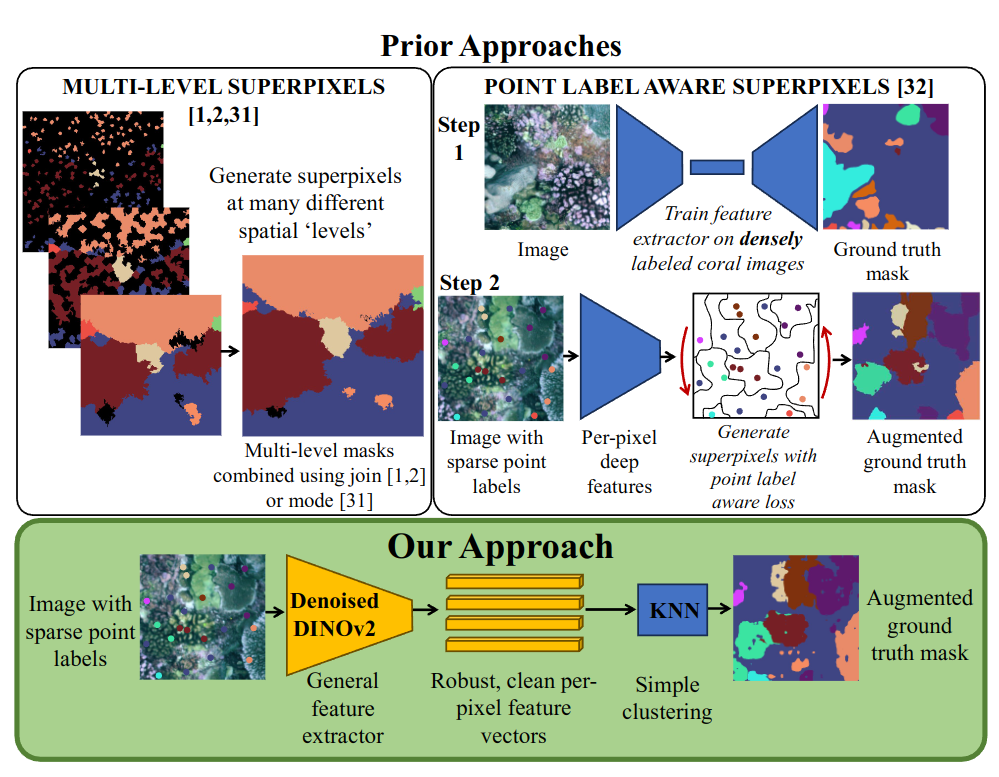 Prior Approaches
MULTI-LEVEL SUPERPIXELS
[1,2,31]
Generate superpixels
at many different
spatial ‘levels’
Multi-level masks
combined using join [1,2]
or mode [31]
POINT LABEL AWARE SUPERPIXELS [32]
Step
1
Image
Train feature
extractor on densely
labeled coral images
Ground truth
mask
Step 2
Image with
sparse point
labels
Per-pixel
deep
features
Generate
superpixels with
point label
aware loss
Augmented
ground truth
mask
Our Approach
Image with
sparse point
labels
Denoised
DINOv2
General
feature
extractor
Robust, clean per-
pixel feature
vectors
KNN
Simple
clustering
Augmented
ground
truth mask